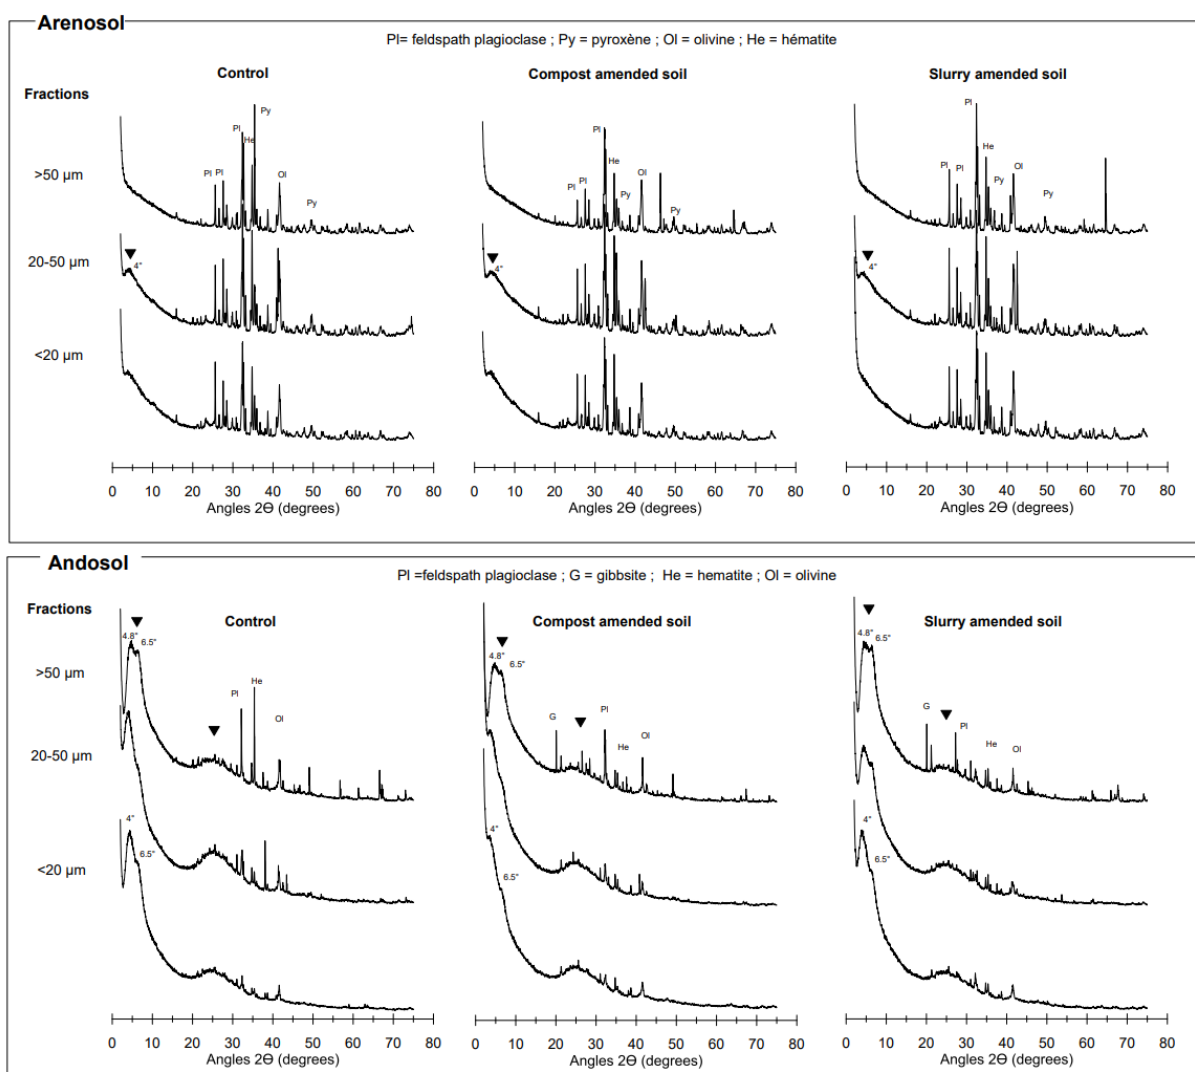 Arenosol
Pl= feldspath plagioclase ; Py = pyroxène ; Ol = olivine ; He = hématite
Control
Compost amended soil
Slurry amended soil
Fractions
>50 µm
20-50 µm
<20 µm
Pl Pl Pl He Py Ol Py
4"
Pl Pl Pl He Py Ol Py
4"
Pl Pl Pl He Py Ol Py
4"
0 10 20 30 40 50 60 70 80
Angles 2Θ (degrees)
0 10 20 30 40 50 60 70 80
Angles 2Θ (degrees)
0 10 20 30 40 50 60 70 80
Angles 2Θ (degrees)
Andosol
Pl =feldspath plagioclase ; G = gibbsite ; He = hematite ; Ol = olivine
Fractions
Control
Compost amended soil
Slurry amended soil
>50 µm
20-50 µm
<20 µm
4.8" 6.5" Pl He Ol
4" 6.5"
4.8" 6.5" G Pl He Ol
4" 6.5"
4.8" 6.5" G Pl He Ol
4" 6.5"
0 10 20 30 40 50 60 70 80
Angles 2Θ (degrees)
0 10 20 30 40 50 60 70 80
Angles 2Θ (degrees)
0 10 20 30 40 50 60 70 80
Angles 2Θ (degrees)